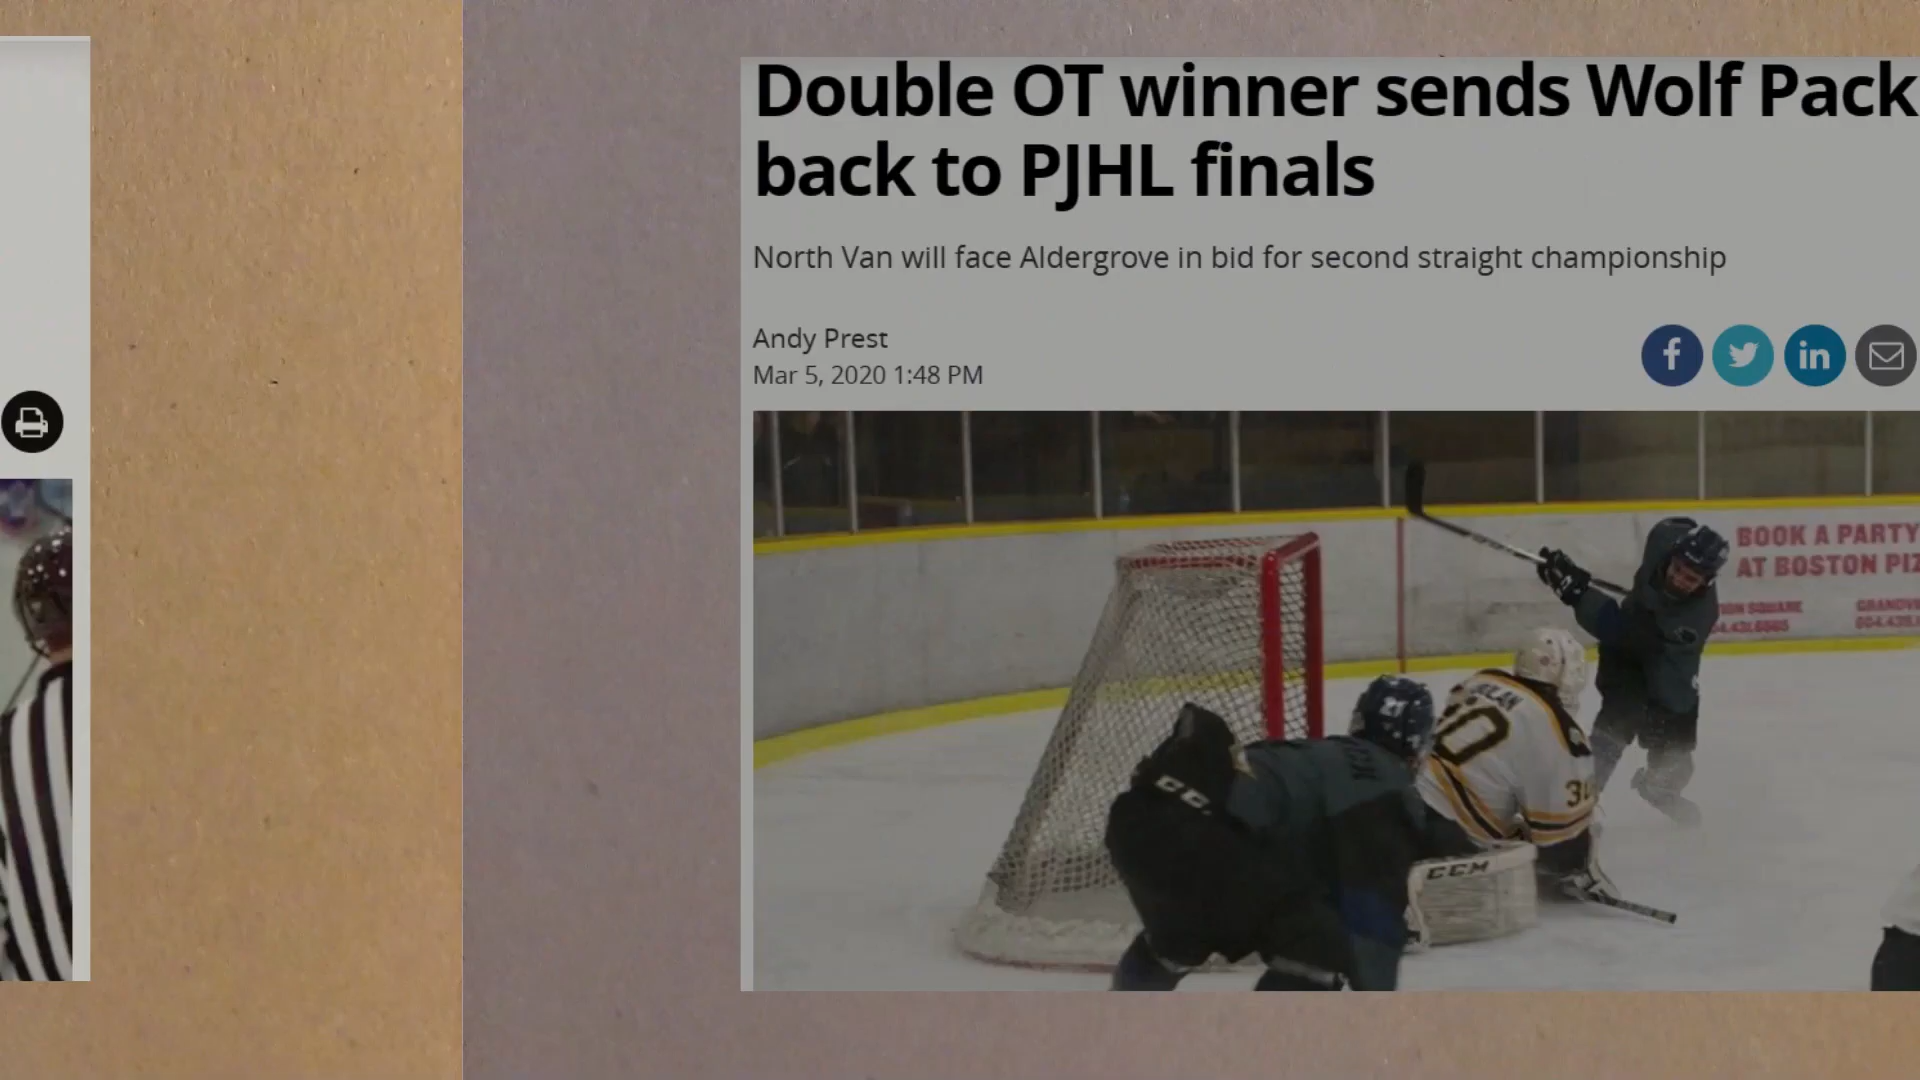 Double OT winner sends Wolf Pack
back to PJHL finals
North Van will face Aldergrove in bid for second straight championship
Andy Prest
Mar 5, 2020 1:48 PM
BOOK A PARTY
AT BOSTON
CCM
30